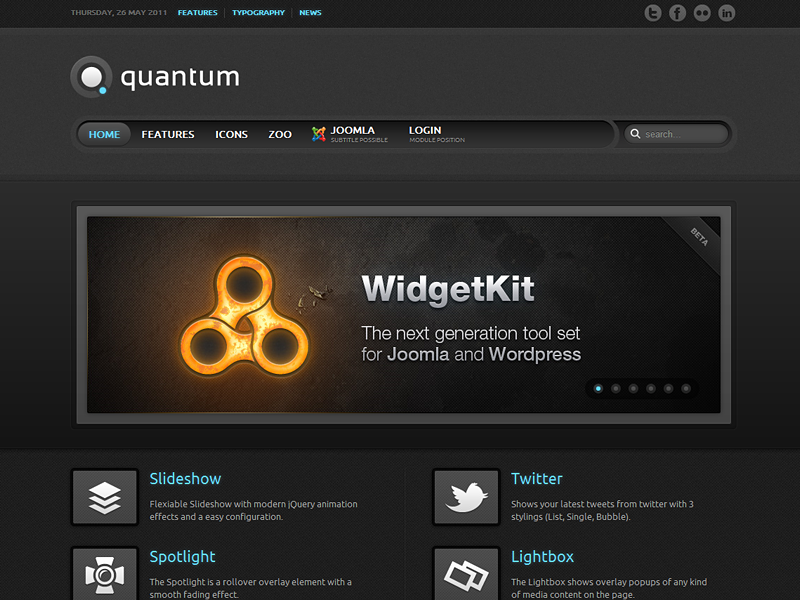 THURSDAY, 26 MAY 2011 FEATURES TYPOGRAPHY NEWS
quantum
HOME FEATURES ICONS ZOO JOOMLA LOGIN search...
SUBTITLE POSSIBLE MODULE POSITION
BETA
WidgetKit
The next generation tool set
for Joomla and Wordpress
Slideshow
Flexiable Slideshow with modern jQuery animation
effects and a easy configuration.
Twitter
Shows your latest tweets from twitter with 3
stylings (List, Single, Bubble).
Spotlight
The Spotlight is a rollover overlay element with a
smooth fading effect.
Lightbox
The Lightbox shows overlay popups of any kind
of media content on the page.